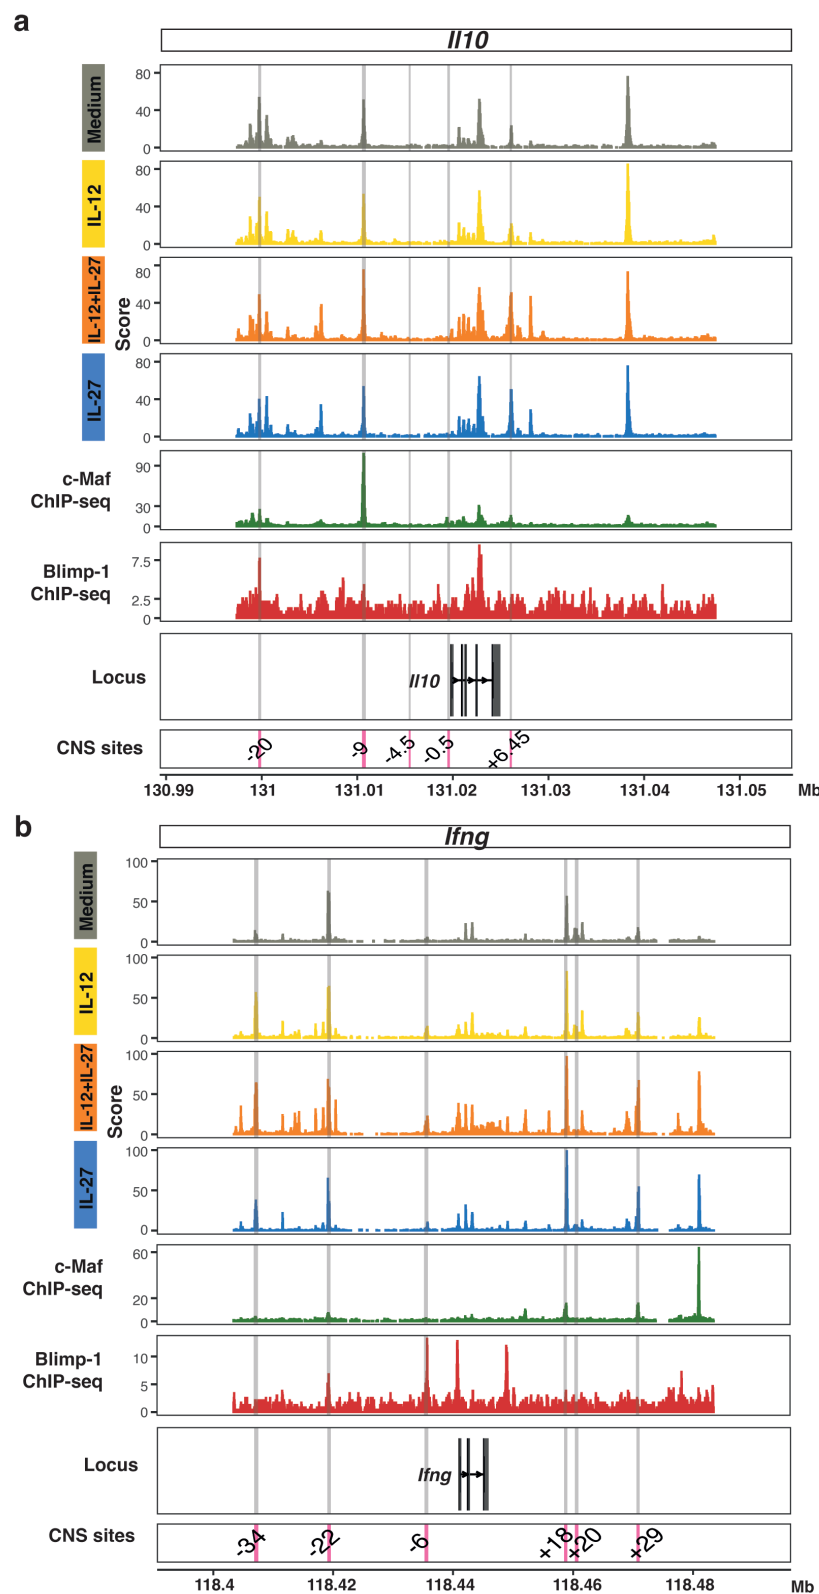 a
Il10
Medium
80
40
0
IL-12
80
40
0
IL-12+IL-27
80
40
0
Score
IL-27
80
40
0
c-Maf
ChIP-seq
90
30
0
Blimp-1
ChIP-seq
7.5
2.5
0
Locus
Il10
CNS sites
-20
-9
-4.5
-0.5
+6.45
130.99 131 131.01 131.02 131.03 131.04 131.05 Mb
b
Ifng
Medium
100
50
0
IL-12
100
50
0
IL-12+IL-27
100
50
0
Score
IL-27
100
50
0
c-Maf
ChIP-seq
60
20
0
Blimp-1
ChIP-seq
10
5
0
Locus
Ifng
CNS sites
-34
-22
-6
+18
+20
+29
118.4 118.42 118.44 118.46 118.48 Mb